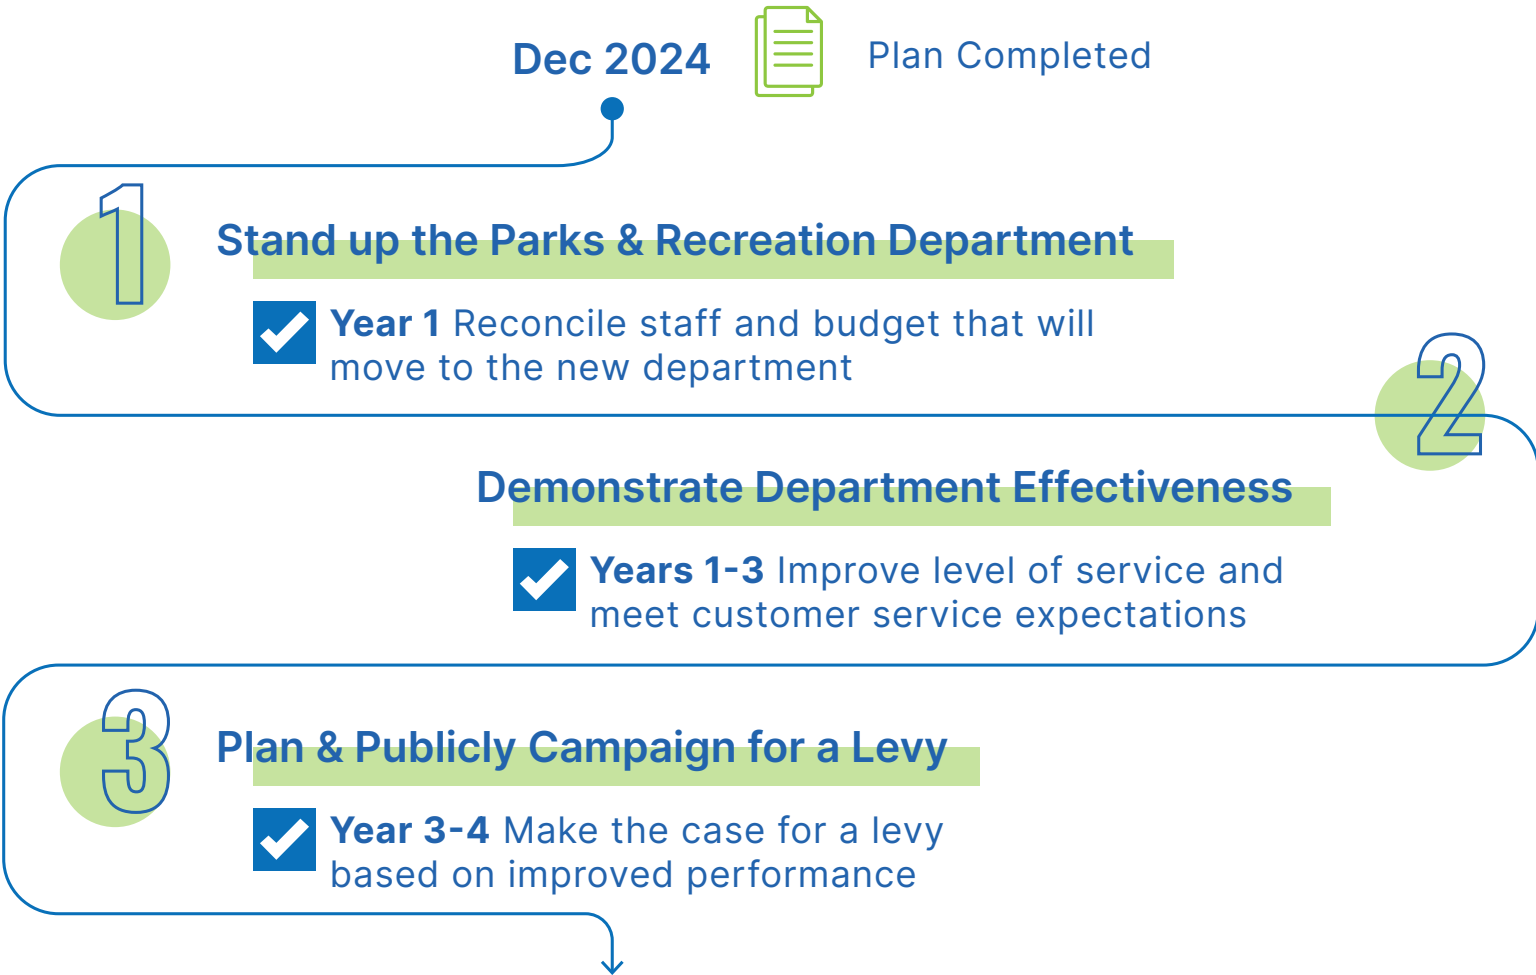 Dec 2024
Plan Completed
1
Stand up the Parks & Recreation Department
Year 1 Reconcile staff and budget that will
move to the new department
2
Demonstrate Department Effectiveness
Years 1-3 Improve level of service and
meet customer service expectations
3
Plan & Publicly Campaign for a Levy
Year 3-4 Make the case for a levy
based on improved performance